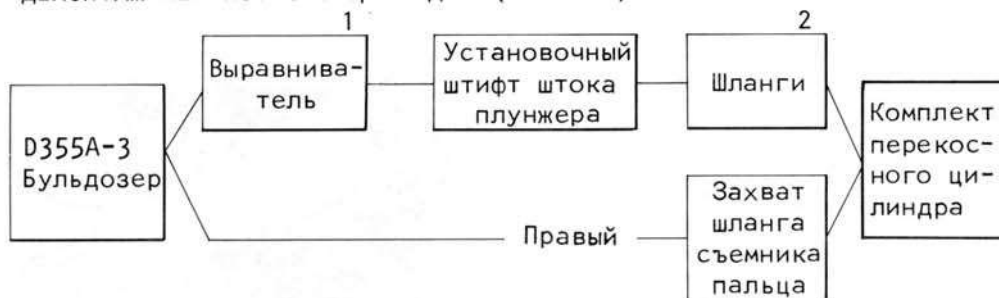 1
2
D355A-3
Бульдозер
Выравнива-
тель
Установочный
штифт штока
плунжера
Шланги
Правый
Захват
шланга
съемника
пальца
Комплект
перекос-
ного ци-
линдра